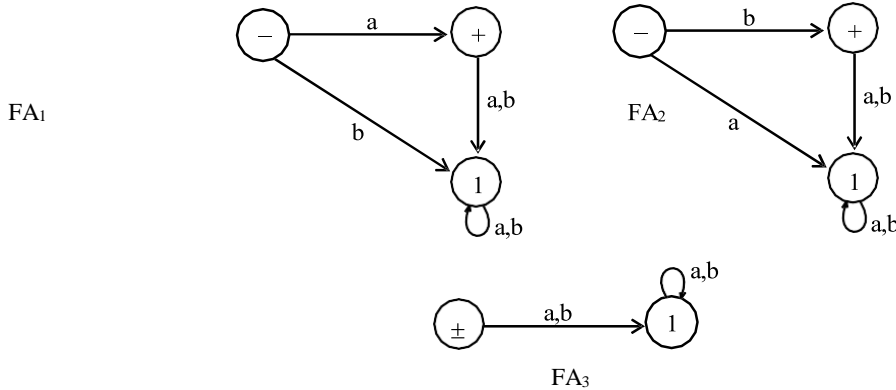 − a +
− b +
FA₁ a,b
FA₂ a,b
b
a
1
1
a,b
a,b
a,b
± a,b 1
FA₃